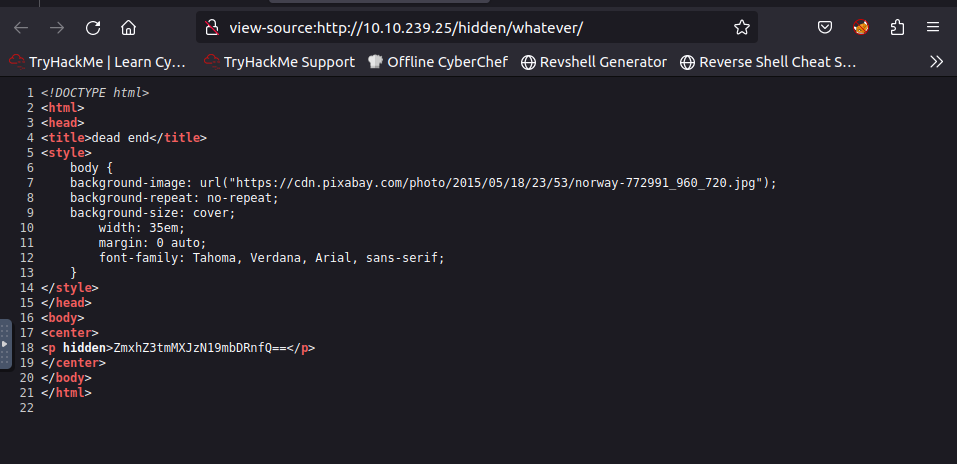 view-source:http://10.10.239.25/hidden/whatever/
TryHackMe | Learn Cy… TryHackMe Support Offline CyberChef Revshell Generator Reverse Shell Cheat S…
1 <!DOCTYPE html>
2 <html>
3 <head>
4 <title>dead end</title>
5 <style>
6 body {
7 background-image: url("https://cdn.pixabay.com/photo/2015/05/18/23/53/norway-772991_960_720.jpg");
8 background-repeat: no-repeat;
9 background-size: cover;
10 width: 35em;
11 margin: 0 auto;
12 font-family: Tahoma, Verdana, Arial, sans-serif;
13 }
14 </style>
15 </head>
16 <body>
17 <center>
18 <p hidden>ZmxhZ3tmMXJzN19mbDRnfQ==</p>
19 </center>
20 </body>
21 </html>
22